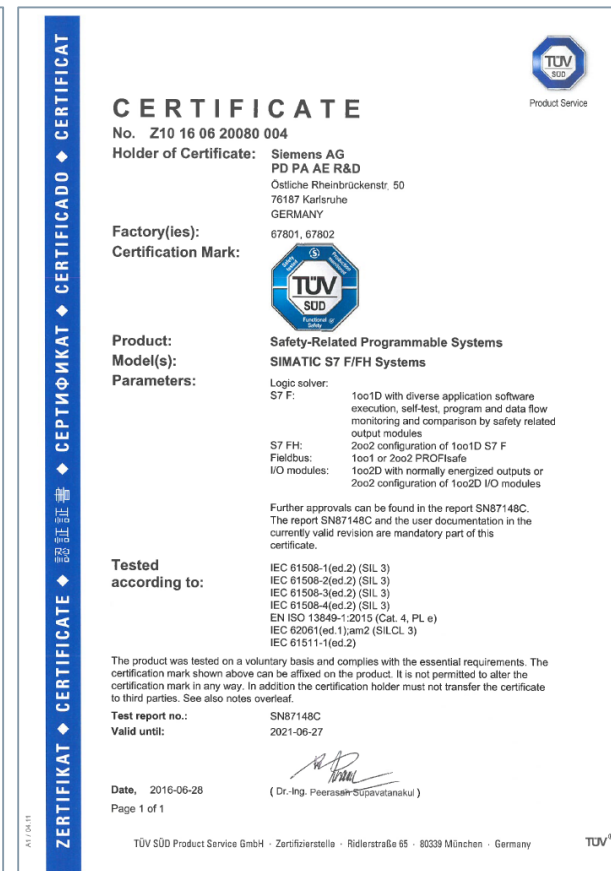 ZERTIFIKAT ◆ CERTIFICATE ◆ 認証証書 ◆ СЕРТИФИКАТ ◆ CERTIFICADO ◆ CERTIFICAT
TÜV
SÜD
Product Service
CERTIFICATE
No. Z10 16 06 20080 004
Holder of Certificate: Siemens AG
PD PA AE R&D
Östliche Rheinbrückenstr. 50
76187 Karlsruhe
GERMANY
Factory(ies): 67801, 67802
Certification Mark:
Safety tested
Production monitored
TÜV
SÜD
Functional Safety
Product: Safety-Related Programmable Systems
Model(s): SIMATIC S7 F/FH Systems
Parameters: Logic solver:
S7 F: 1oo1D with diverse application software
execution, self-test, program and data flow
monitoring and comparison by safety related
output modules
S7 FH: 2oo2 configuration of 1oo1D S7 F
Fieldbus: 1oo1 or 2oo2 PROFIsafe
I/O modules: 1oo2D with normally energized outputs or
2oo2 configuration of 1oo2D I/O modules
Further approvals can be found in the report SN87148C.
The report SN87148C and the user documentation in the
currently valid revision are mandatory part of this
certificate.
Tested
according to:
IEC 61508-1(ed.2) (SIL 3)
IEC 61508-2(ed.2) (SIL 3)
IEC 61508-3(ed.2) (SIL 3)
IEC 61508-4(ed.2) (SIL 3)
EN ISO 13849-1:2015 (Cat. 4, PL e)
IEC 62061(ed.1);am2 (SILCL 3)
IEC 61511-1(ed.2)
The product was tested on a voluntary basis and complies with the essential requirements. The
certification mark shown above can be affixed on the product. It is not permitted to alter the
certification mark in any way. In addition the certification holder must not transfer the certificate
to third parties. See also notes overleaf.
Test report no.: SN87148C
Valid until: 2021-06-27
Date, 2016-06-28
( Dr.-Ing. Peerasan Supavatanakul )
Page 1 of 1
A1 / 04.11
TÜV SÜD Product Service GmbH · Zertifizierstelle · Ridlerstraße 65 · 80339 München · Germany
TÜV®